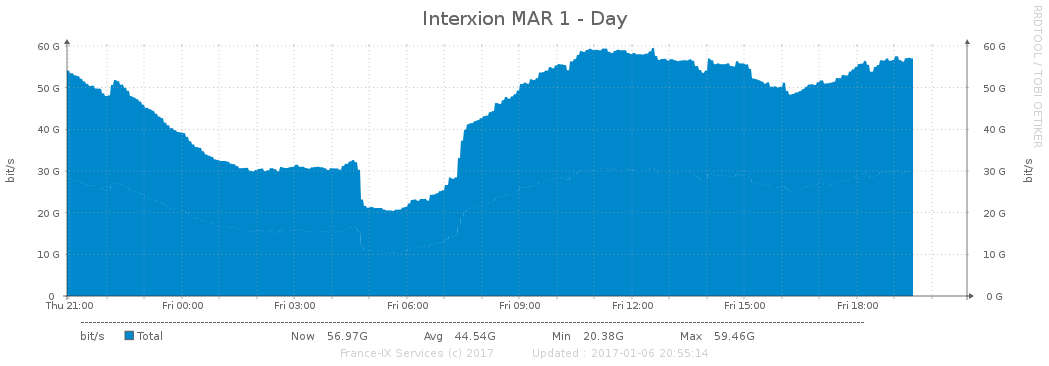 Interxion MAR 1 - Day
RRDTOOL / TOBI OETIKER
bit/s
60 G
50 G
40 G
30 G
20 G
10 G
0
60 G
50 G
40 G
30 G
20 G
10 G
0 G
bit/s
Thu 21:00 Fri 00:00 Fri 03:00 Fri 06:00 Fri 09:00 Fri 12:00 Fri 15:00 Fri 18:00
bit/s Total Now 56.97G Avg 44.54G Min 20.38G Max 59.46G
France-IX Services (c) 2017 Updated : 2017-01-06 20:55:14